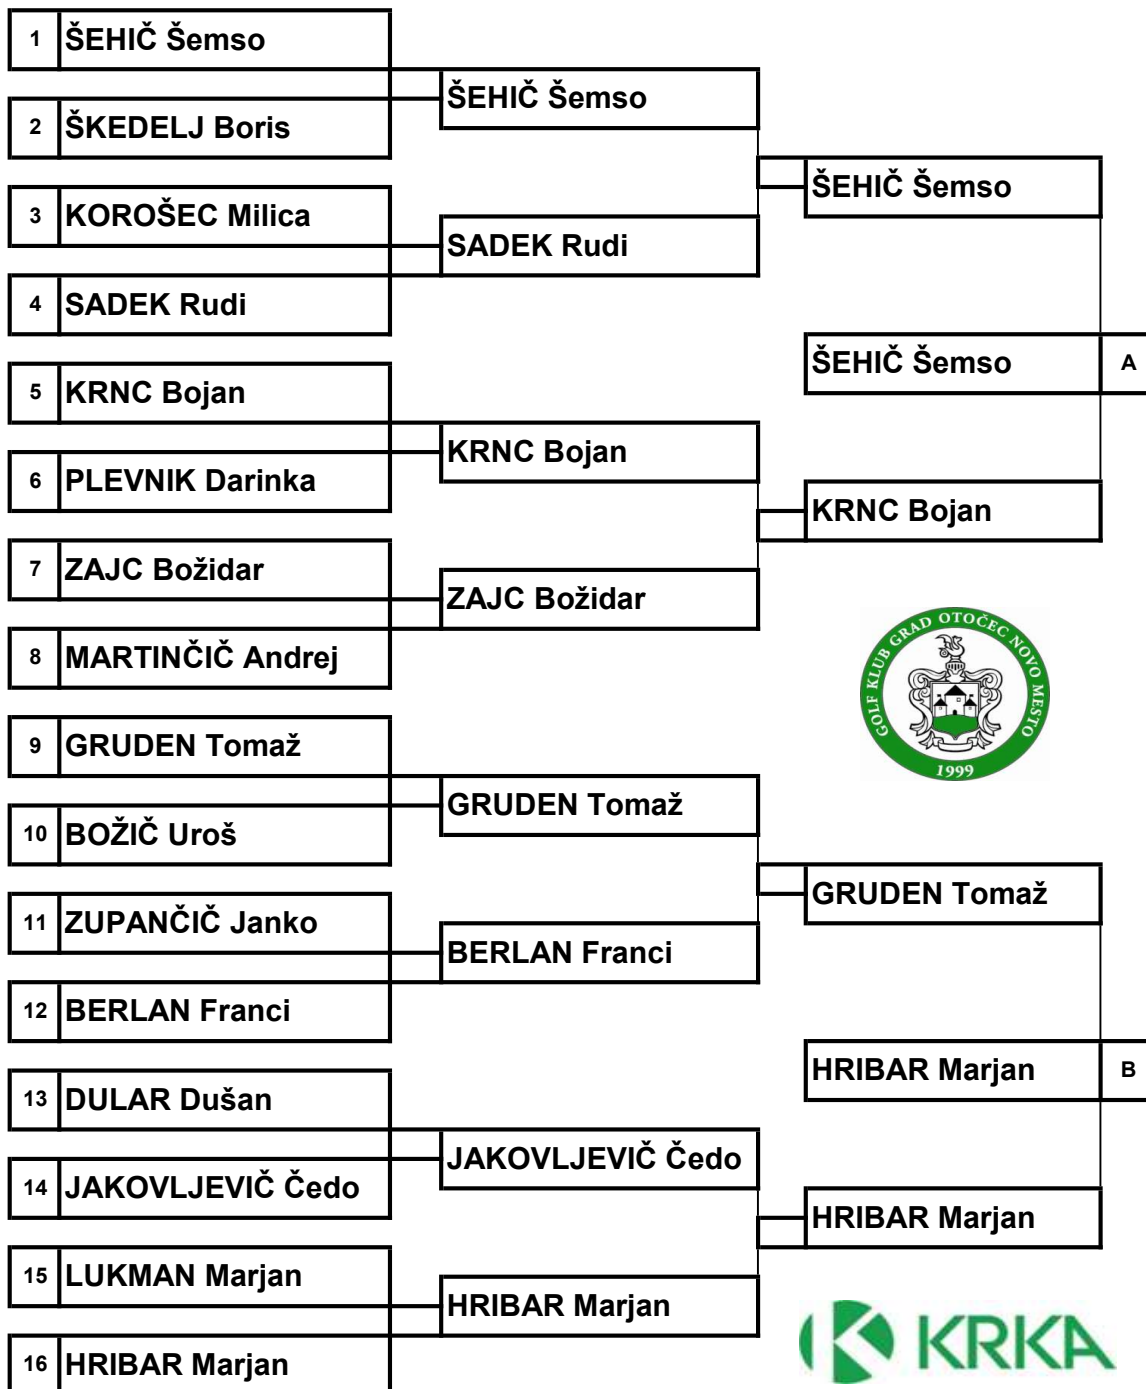 1 ŠEHIČ Šemso
2 ŠKEDELJ Boris
3 KOROŠEC Milica
4 SADEK Rudi
5 KRNC Bojan
6 PLEVNIK Darinka
7 ZAJC Božidar
8 MARTINČIČ Andrej
9 GRUDEN Tomaž
10 BOŽIČ Uroš
11 ZUPANČIČ Janko
12 BERLAN Franci
13 DULAR Dušan
14 JAKOVLJEVIČ Čedo
15 LUKMAN Marjan
16 HRIBAR Marjan
ŠEHIČ Šemso
SADEK Rudi
KRNC Bojan
ZAJC Božidar
GRUDEN Tomaž
BERLAN Franci
JAKOVLJEVIČ Čedo
HRIBAR Marjan
ŠEHIČ Šemso
ŠEHIČ Šemso A
KRNC Bojan
GOLF KLUB GRAD OTOČEC NOVO MESTO
1999
GRUDEN Tomaž
HRIBAR Marjan B
HRIBAR Marjan
KRKA